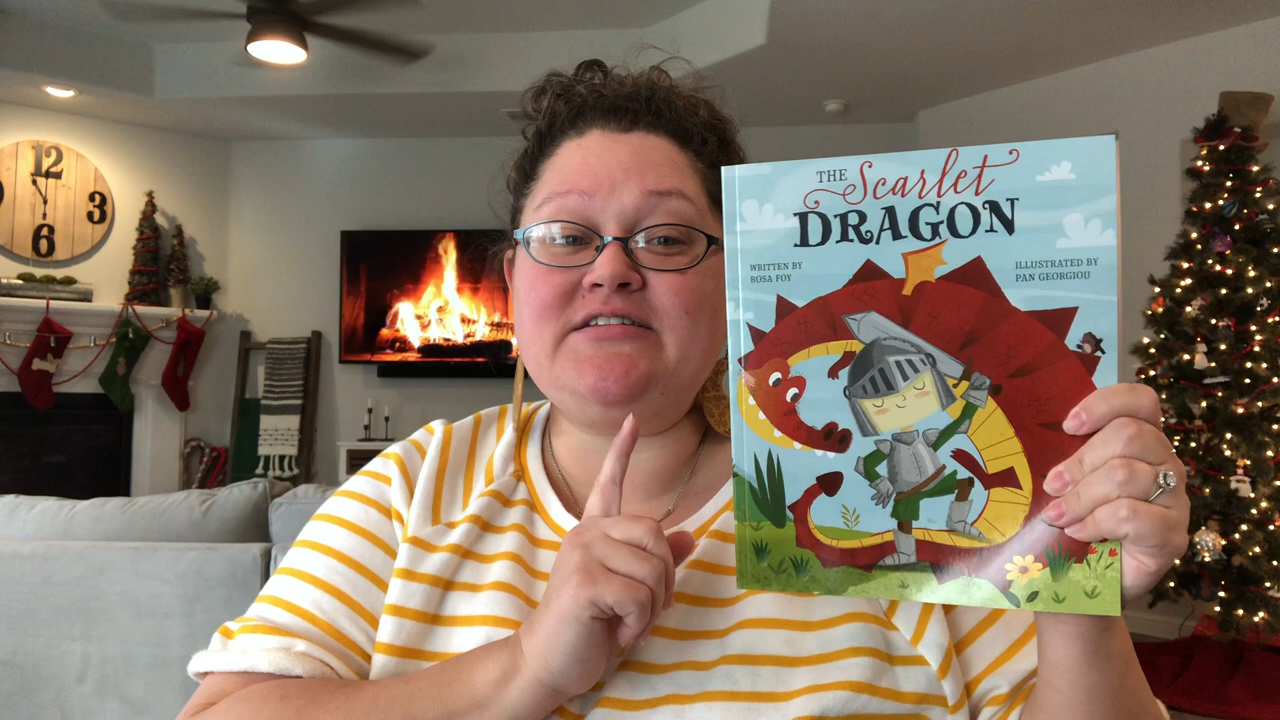 12
3
6
THE Scarlet
DRAGON
WRITTEN BY
ROSA FOY
ILLUSTRATED BY
PAN GEORGIOU